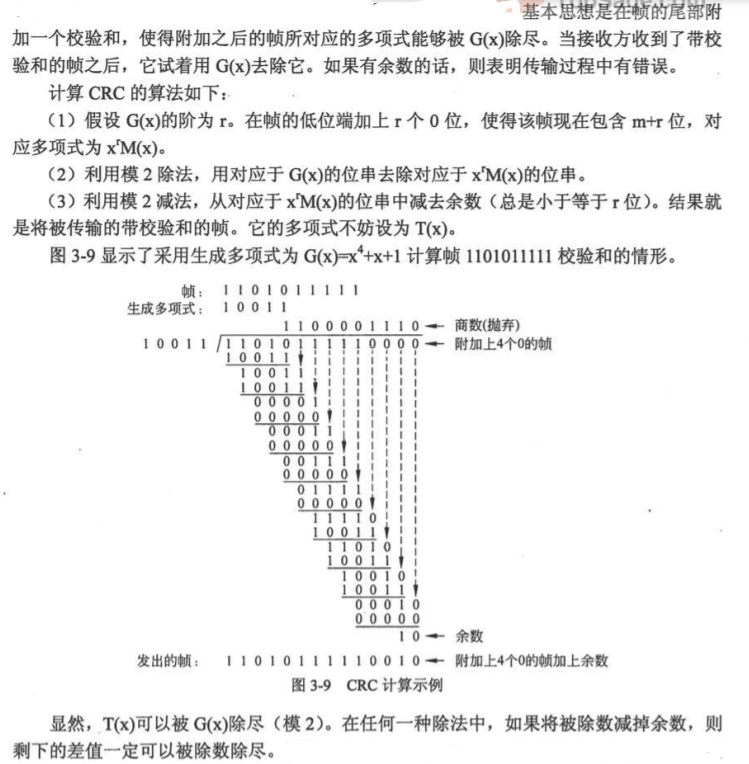 基本思想是在帧的尾部附
加一个校验和，使得附加之后的帧所对应的多项式能够被 G(x)除尽。当接收方收到了带校
验和的帧之后，它试着用 G(x)去除它。如果有余数的话，则表明传输过程中有错误。
计算 CRC 的算法如下：
（1）假设 G(x)的阶为 r。在帧的低位端加上 r 个 0 位，使得该帧现在包含 m+r 位，对
应多项式为 xʳM(x)。
（2）利用模 2 除法，用对应于 G(x)的位串去除对应于 xʳM(x)的位串。
（3）利用模 2 减法，从对应于 xʳM(x)的位串中减去余数（总是小于等于 r 位）。结果就
是将被传输的带校验和的帧。它的多项式不妨设为 T(x)。
图 3-9 显示了采用生成多项式为 G(x)=x⁴+x+1 计算帧 1101011111 校验和的情形。
帧： 1 1 0 1 0 1 1 1 1 1
生成多项式： 1 0 0 1 1
1 1 0 0 0 0 1 1 1 0 商数(抛弃)
1 0 0 1 1 1 1 0 1 0 1 1 1 1 1 0 0 0 0 附加上4个0的帧
1 0 0 1 1
1 0 0 1 1
1 0 0 1 1
0 0 0 0 1
0 0 0 0 0
0 0 0 1 1
0 0 0 0 0
0 0 1 1 1
0 0 0 0 0
0 1 1 1 1
0 0 0 0 0
1 1 1 1 0
1 0 0 1 1
1 1 0 1 0
1 0 0 1 1
1 0 0 1 0
1 0 0 1 1
0 0 0 1 0
0 0 0 0 0
1 0 余数
发出的帧： 1 1 0 1 0 1 1 1 1 1 0 0 1 0 附加上4个0的帧加上余数
图 3-9 CRC 计算示例
显然，T(x)可以被 G(x)除尽（模 2）。在任何一种除法中，如果将被除数减掉余数，则
剩下的差值一定可以被除数除尽。